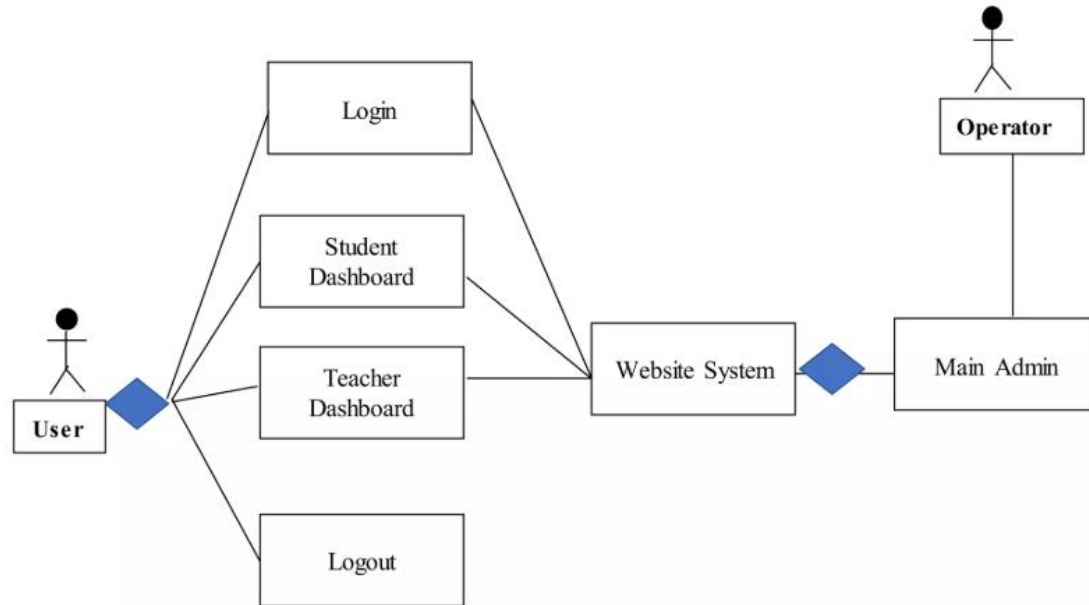 Login
Operator
Student
Dashboard
Teacher
Dashboard
Website System
Main Admin
User
Logout